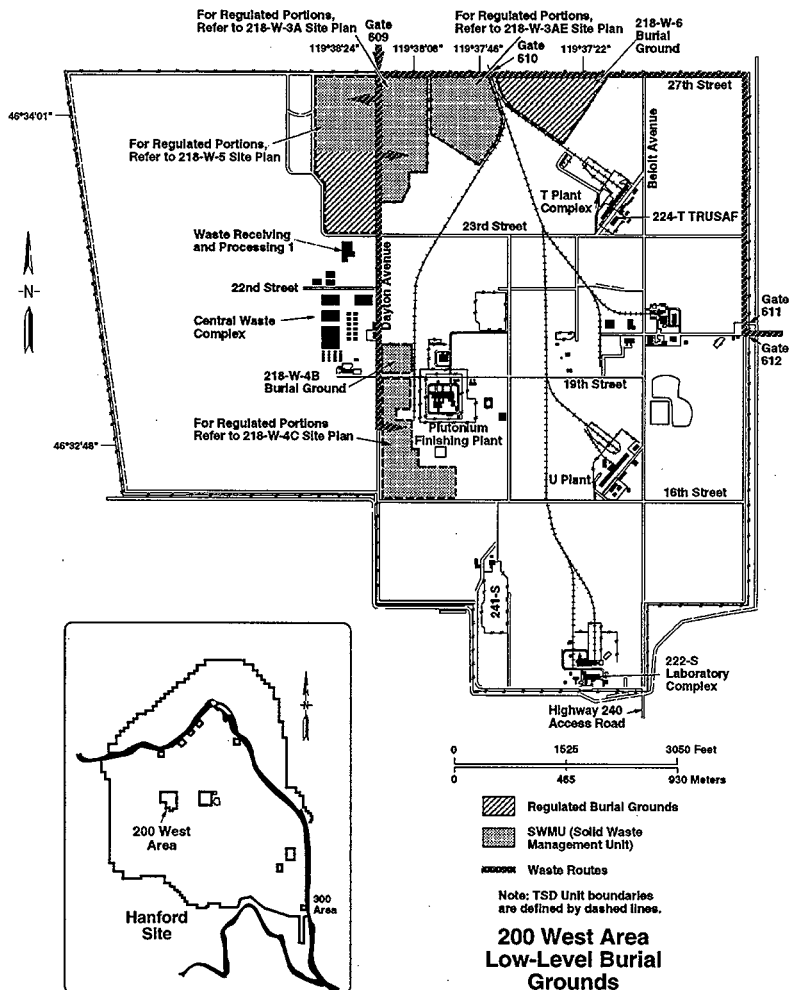 For Regulated Portions,
Refer to 218-W-3A Site Plan
Gate
609
For Regulated Portions,
Refer to 218-W-3AE Site Plan
Gate
610
218-W-6
Burial
Ground
119°38'24"
119°38'06"
119°37'46"
119°37'22"
27th Street
46°34'01"
For Regulated Portions,
Refer to 218-W-5 Site Plan
Beloit Avenue
T Plant
Complex
224-T TRUSAF
23rd Street
Waste Receiving
and Processing 1
Dayton Avenue
22nd Street
Central Waste
Complex
Gate
611
Gate
612
218-W-4B
Burial Ground
19th Street
For Regulated Portions
Refer to 218-W-4C Site Plan
Plutonium
Finishing Plant
46°32'48"
U Plant
16th Street
241-S
222-S
Laboratory
Complex
Highway 240
Access Road
-N-
N
200 West
Area
300
Area
Hanford
Site
0 1525 3050 Feet
0 465 930 Meters
Regulated Burial Grounds
SWMU (Solid Waste
Management Unit)
Waste Routes
Note: TSD Unit boundaries
are defined by dashed lines.
200 West Area
Low-Level Burial
Grounds